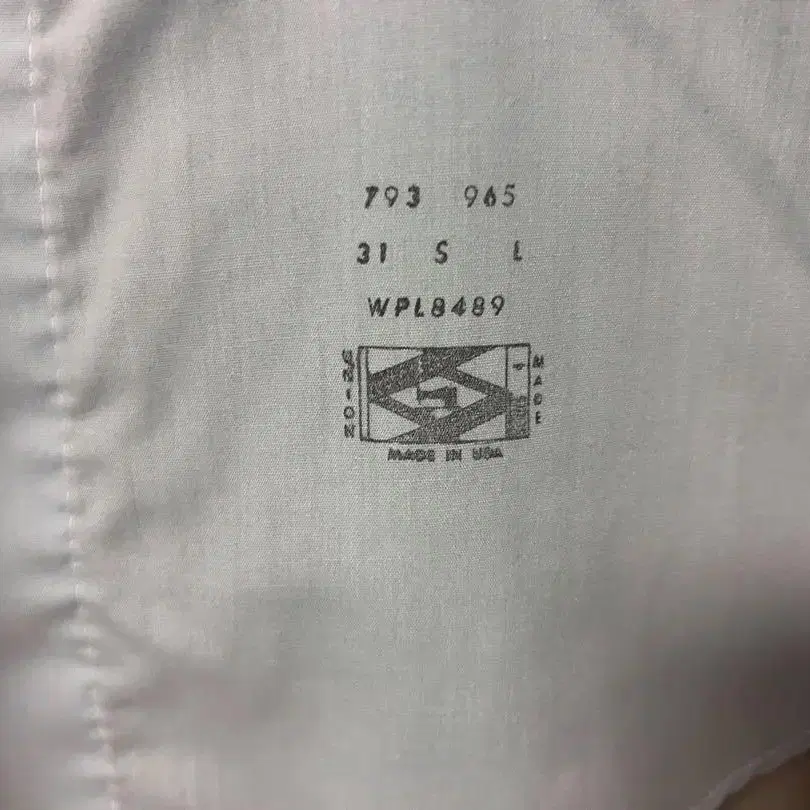 793 965
31 S L
WPL8489
UNION
MADE
MADE IN USA